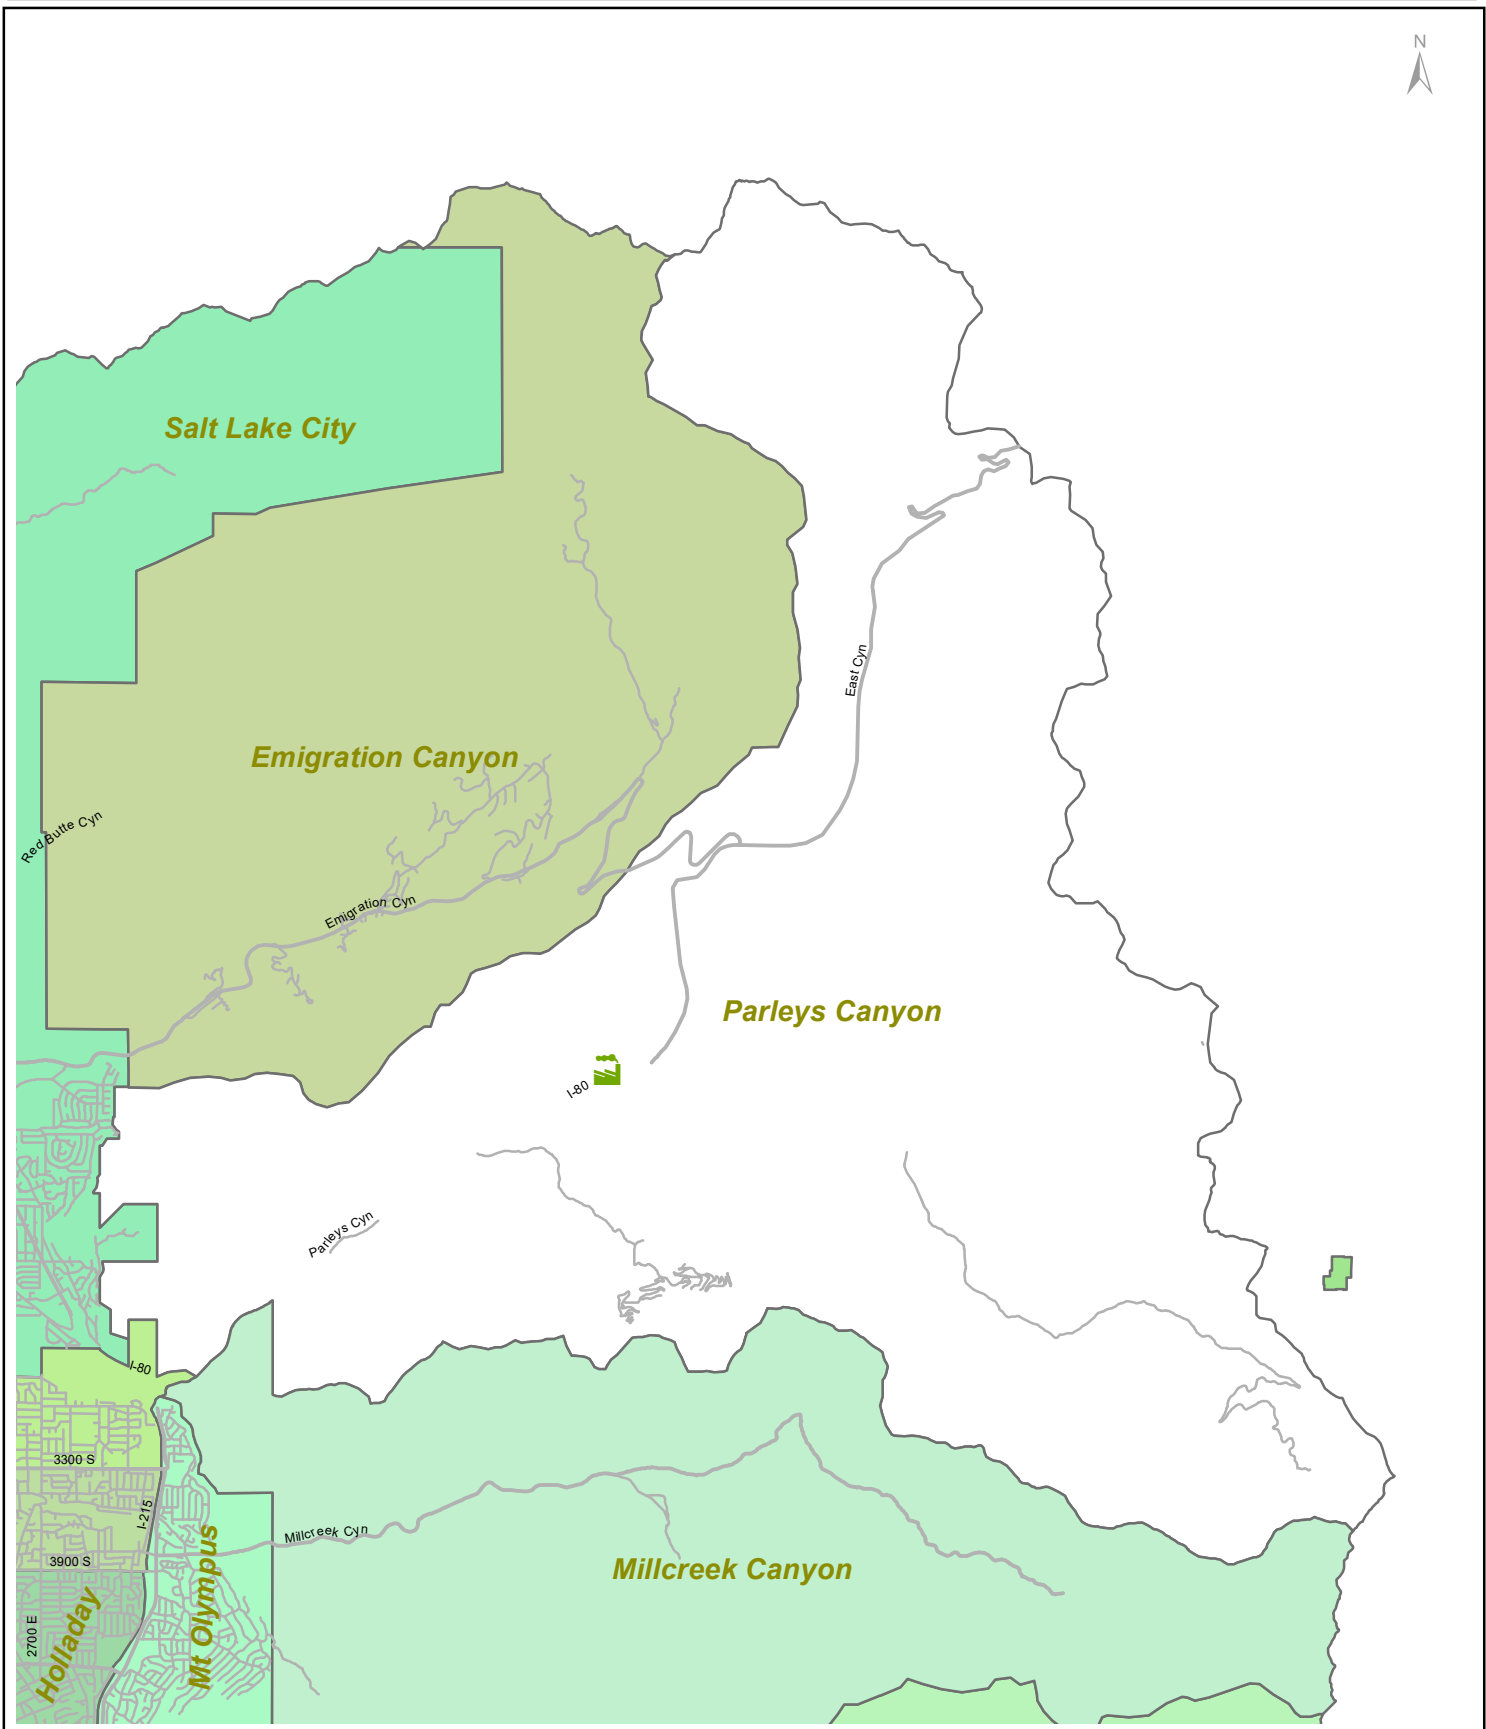 N
Salt Lake City
East Cyn
Emigration Canyon
Red Butte Cyn
Emigration Cyn
Parleys Canyon
I-80
Parleys Cyn
I-80
3300 S
I-215
Millcreek Cyn
3900 S
Millcreek Canyon
2700 E
Holladay
Mt Olympus